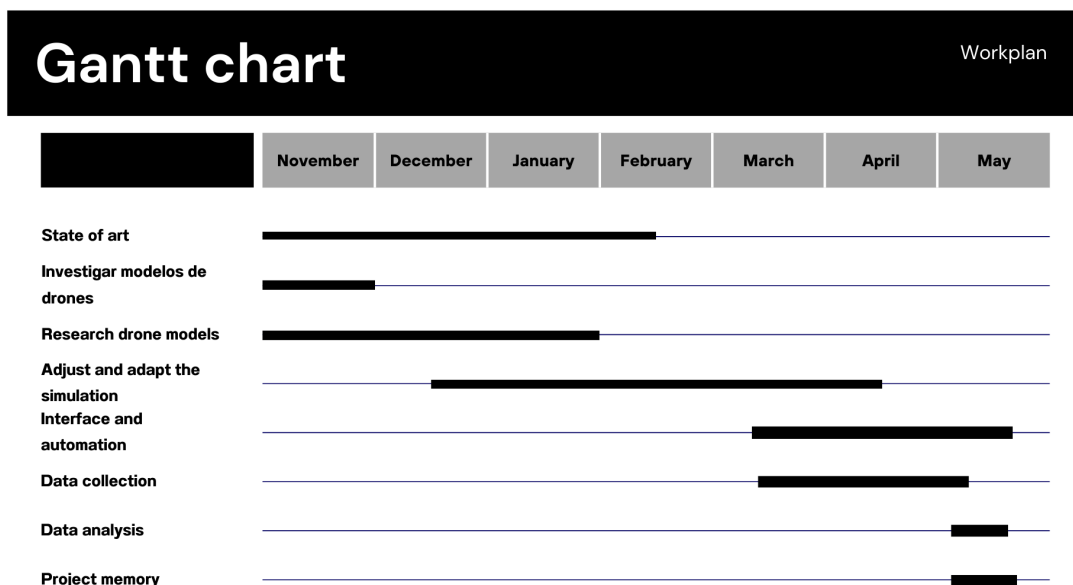 Gantt chart
Workplan
November December January February March April May
State of art
Investigar modelos de
drones
Research drone models
Adjust and adapt the
simulation
Interface and
automation
Data collection
Data analysis
Project memory